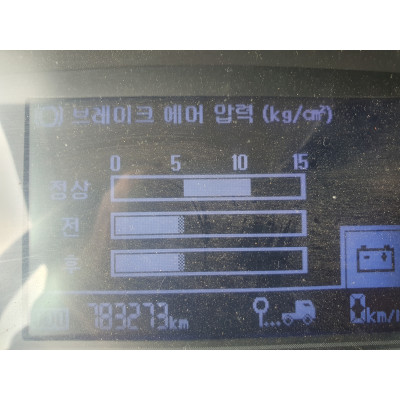 브레이크 에어 압력 (kg/cm²)
0 5 10 15
정상
전
후
783273km
0km/h